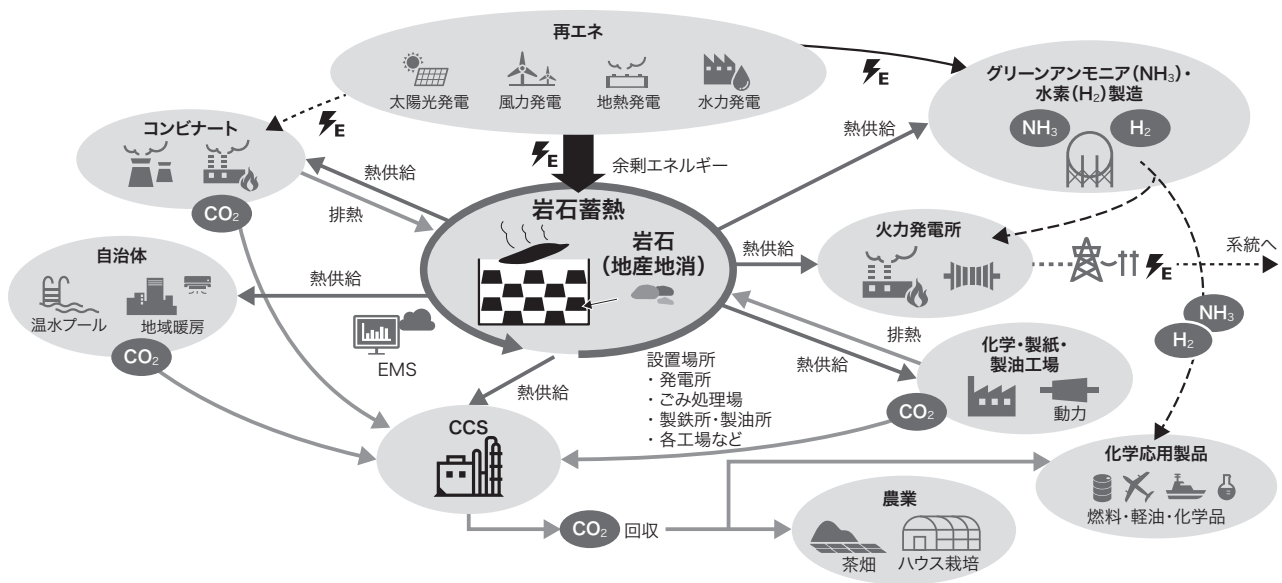 再エネ
太陽光発電
風力発電
地熱発電
水力発電
E
E
E
余剰エネルギー
グリーンアンモニア(NH₃)・
水素(H₂)製造
NH₃
H₂
コンビナート
CO₂
熱供給
排熱
熱供給
岩石蓄熱
岩石
(地産地消)
自治体
温水プール
地域暖房
CO₂
熱供給
EMS
熱供給
火力発電所
E
系統へ
NH₃
H₂
排熱
熱供給
化学・製紙・
製油工場
動力
CO₂
設置場所
・発電所
・ごみ処理場
・製鉄所・製油所
・各工場など
熱供給
CCS
CO₂ 回収
農業
茶畑
ハウス栽培
化学応用製品
燃料・軽油・化学品